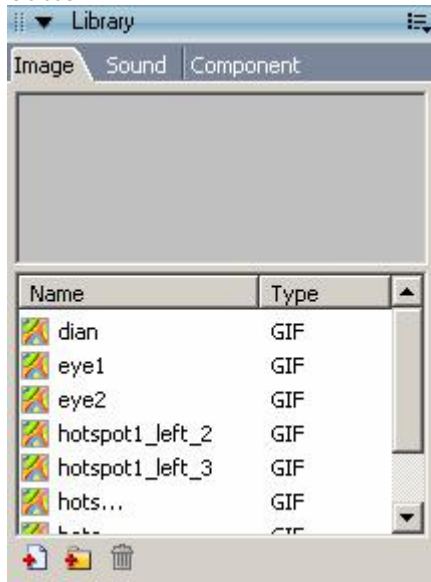 Library
Image Sound Component
Name Type
dian GIF
eye1 GIF
eye2 GIF
hotspot1_left_2 GIF
hotspot1_left_3 GIF
hots... GIF